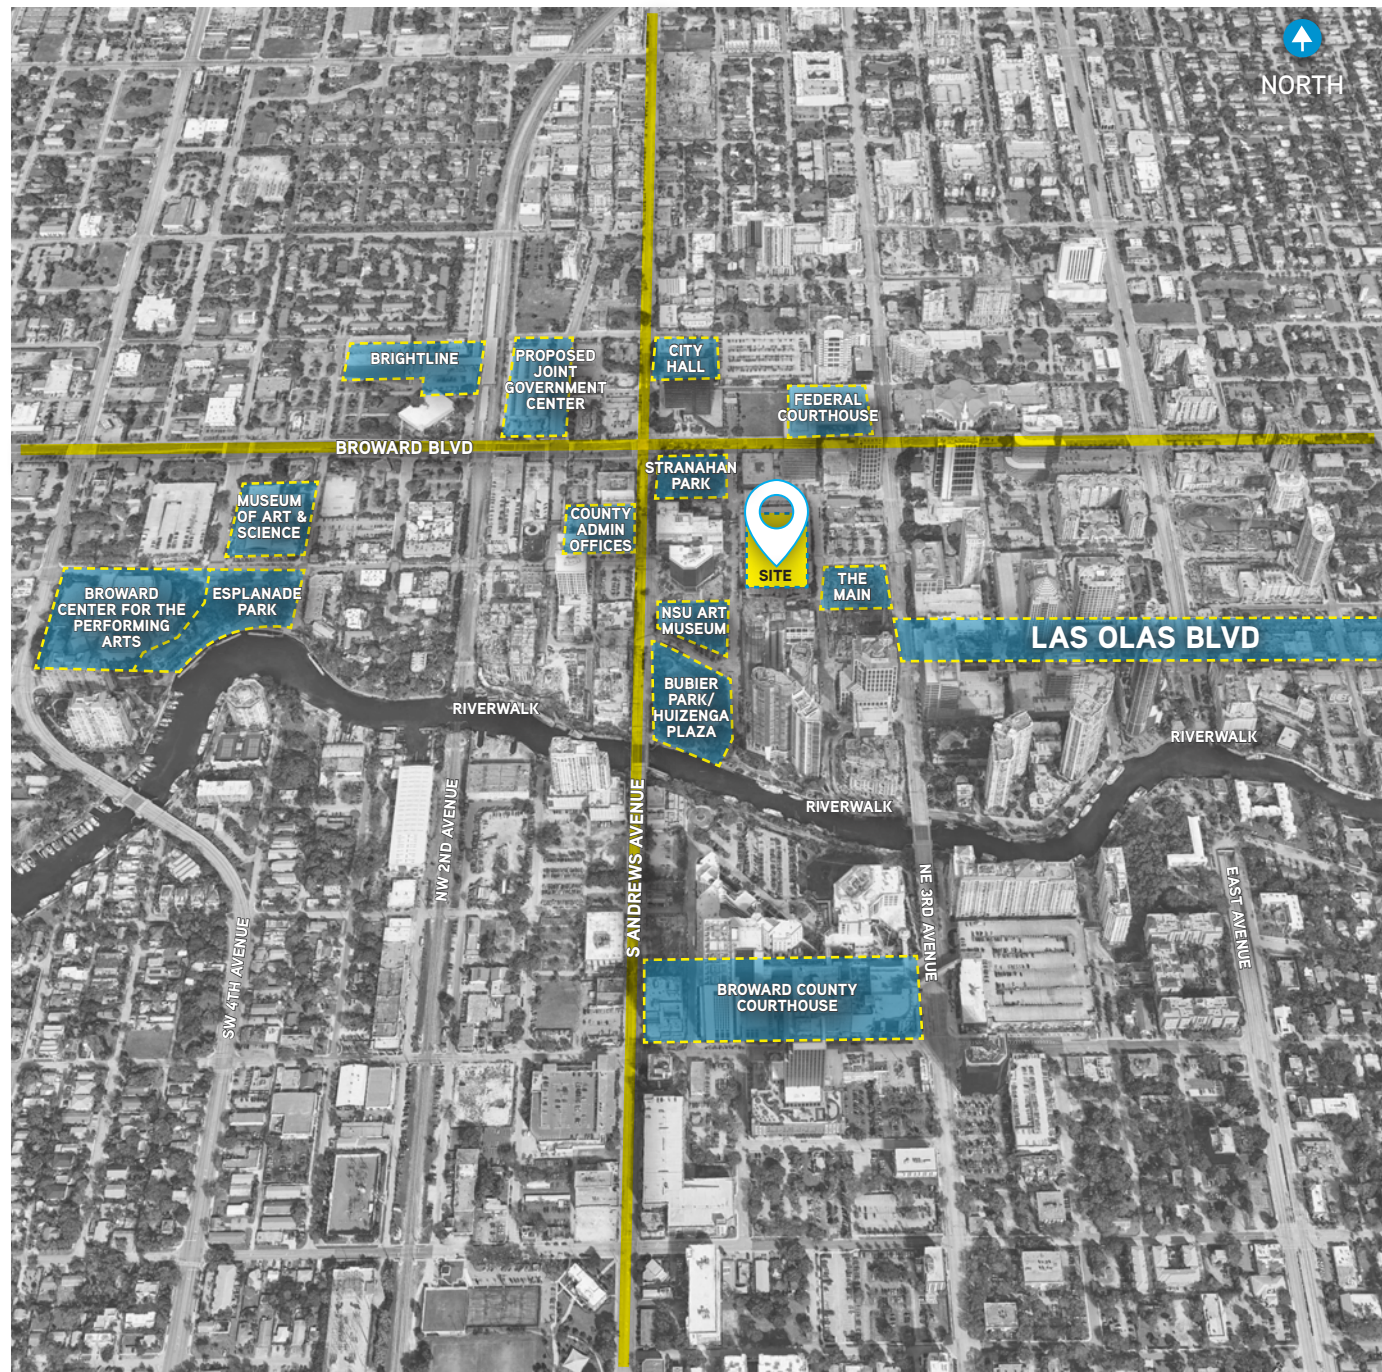 NORTH
BRIGHTLINE
PROPOSED
JOINT
GOVERNMENT
CENTER
CITY
HALL
FEDERAL
COURTHOUSE
BROWARD BLVD
STRANAHAN
PARK
MUSEUM
OF ART &
SCIENCE
COUNTY
ADMIN
OFFICES
SITE
THE
MAIN
BROWARD
CENTER FOR THE
PERFORMING
ARTS
ESPLANADE
PARK
NSU ART
MUSEUM
LAS OLAS BLVD
BUBIER
PARK/
HUIZENGA
PLAZA
RIVERWALK
RIVERWALK
RIVERWALK
S ANDREWS AVENUE
NW 2ND AVENUE
NE 3RD AVENUE
EAST AVENUE
SW 4TH AVENUE
BROWARD COUNTY
COURTHOUSE